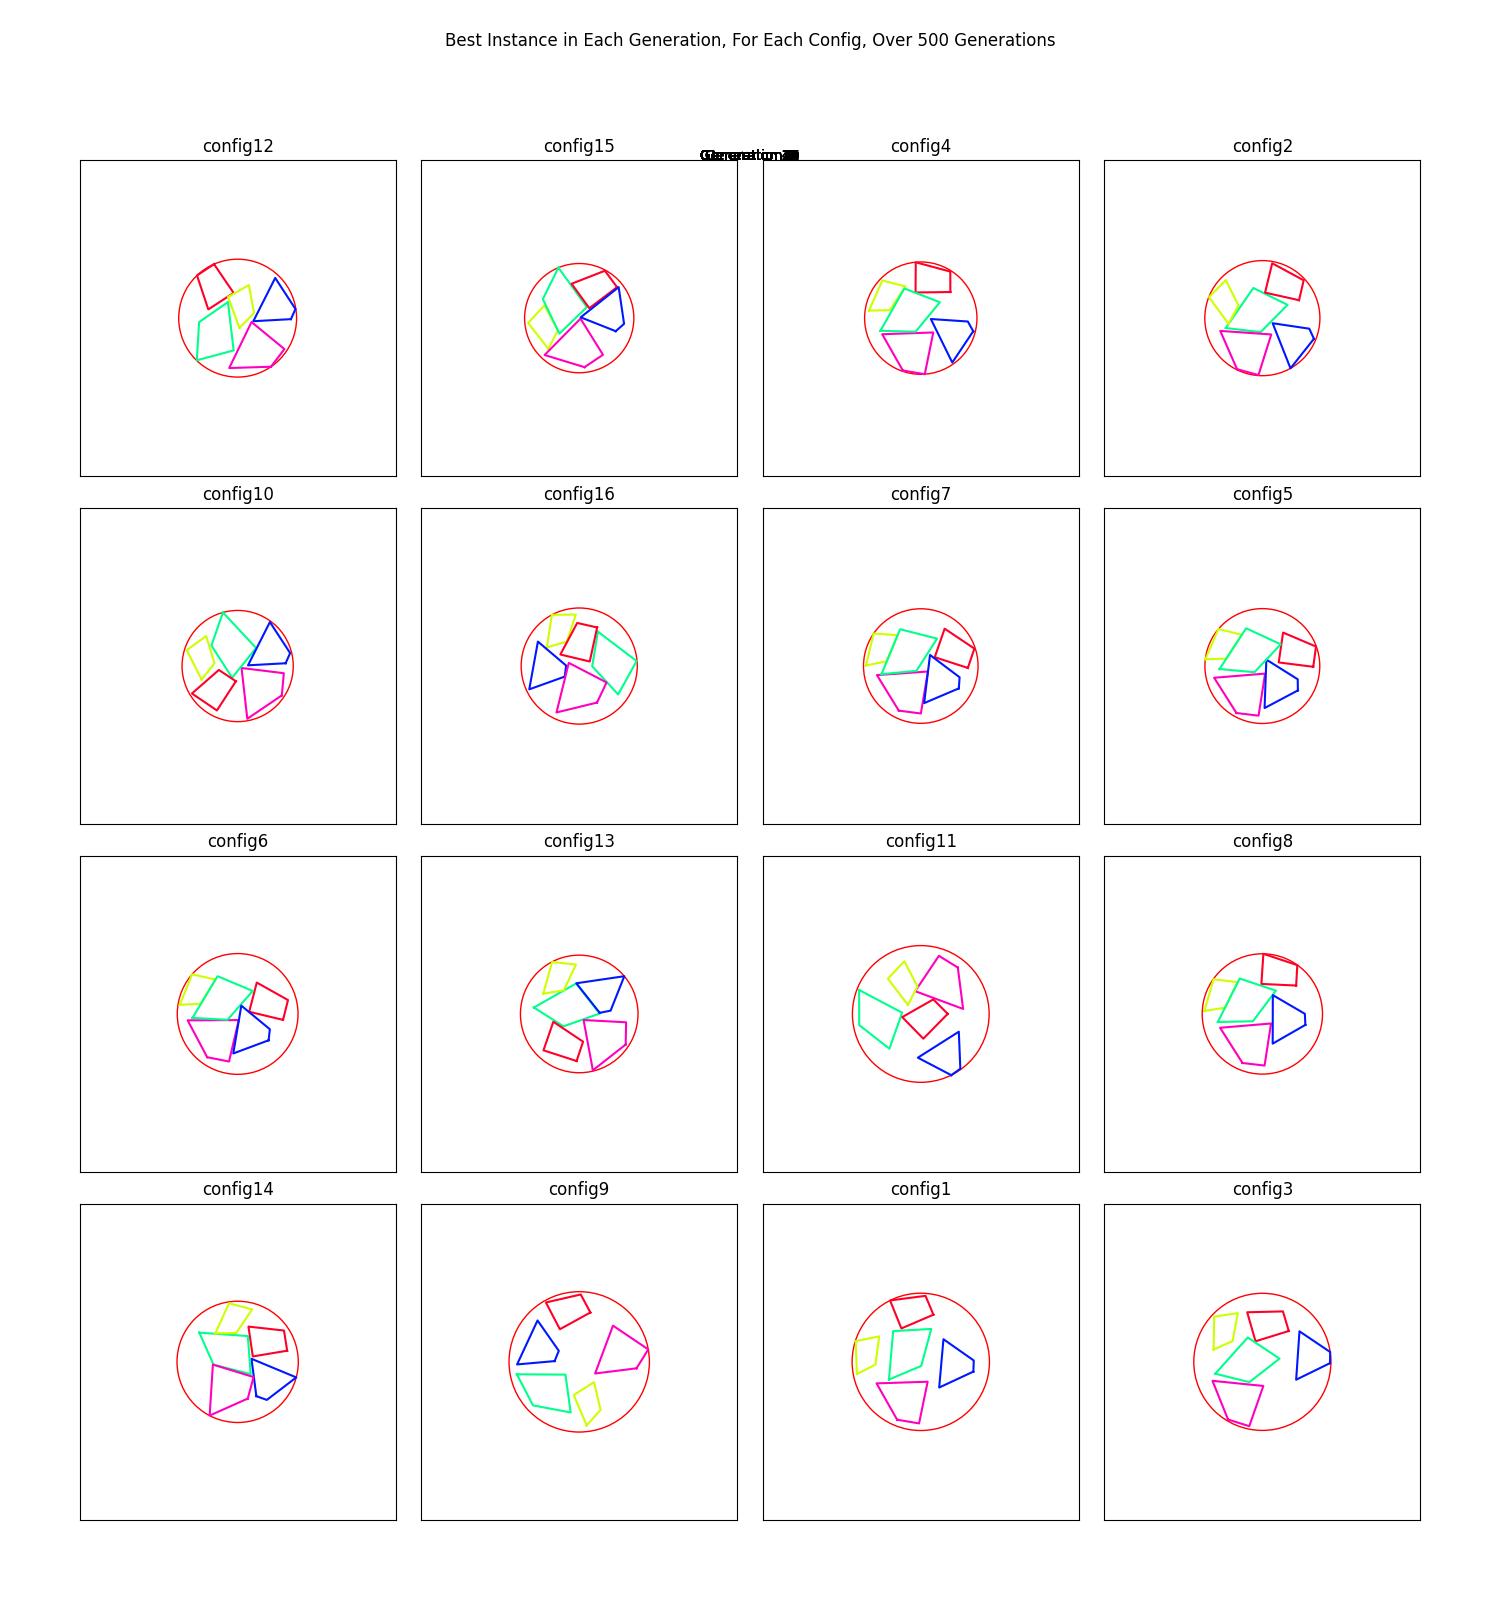 Best Instance in Each Generation, For Each Config, Over 500 Generations
config12
config15
config4
config2
config10
config16
config7
config5
config6
config13
config11
config8
config14
config9
config1
config3